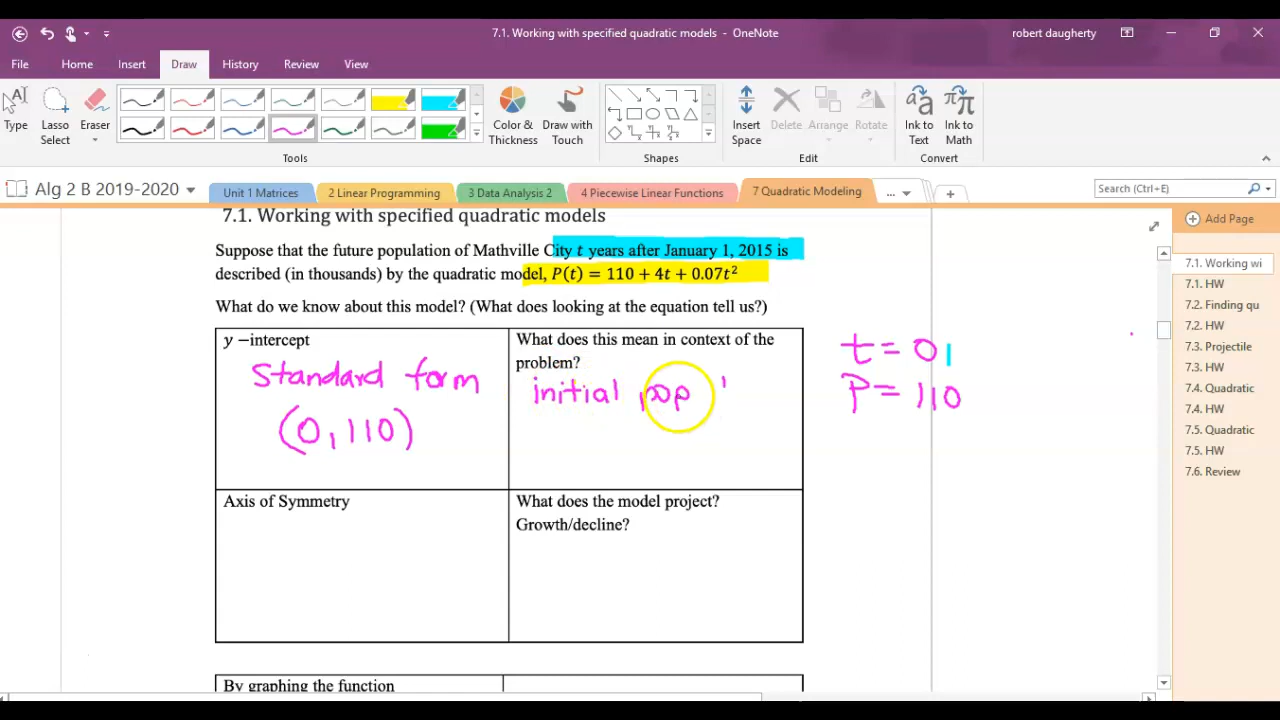 7.1. Working with specified quadratic models - OneNote
robert daugherty
File Home Insert Draw History Review View
Type
Lasso Select
Eraser
Color & Thickness
Draw with Touch
Insert Space
Delete
Arrange
Rotate
Ink to Text
Ink to Math
Tools
Shapes
Edit
Convert
Alg 2 B 2019-2020
Unit 1 Matrices
2 Linear Programming
3 Data Analysis 2
4 Piecewise Linear Functions
7 Quadratic Modeling
...
Search (Ctrl+E)
7.1. Working with specified quadratic models
Suppose that the future population of Mathville City t years after January 1, 2015 is
described (in thousands) by the quadratic model, P(t) = 110 + 4t + 0.07t²
What do we know about this model? (What does looking at the equation tell us?)
y −intercept
Standard form
(0, 110)
What does this mean in context of the
problem?
initial pop
t = 0
P = 110
Axis of Symmetry
What does the model project?
Growth/decline?
By graphing the function
Add Page
7.1. Working wi
7.1. HW
7.2. Finding qu
7.2. HW
7.3. Projectile
7.3. HW
7.4. Quadratic
7.4. HW
7.5. Quadratic
7.5. HW
7.6. Review